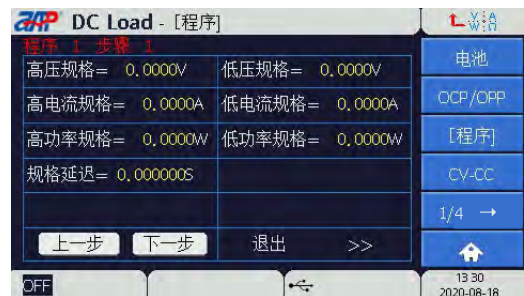 ZAP DC Load - [程序]
V A
W Ω
程序 1 步骤 1
高压规格= 0.0000V 低压规格= 0.0000V
高电流规格= 0.0000A 低电流规格= 0.0000A
高功率规格= 0.0000W 低功率规格= 0.0000W
规格延迟= 0.000000S
上一步 下一步 退出 >>
电池
OCP/OPP
[程序]
CV-CC
1/4 →
OFF
13:30
2020-08-18